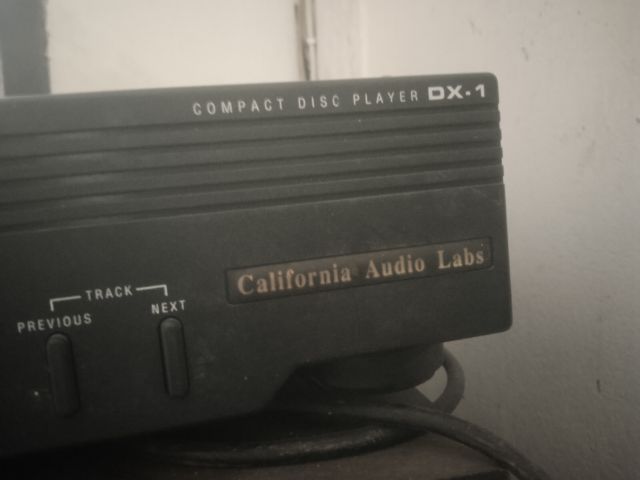 COMPACT DISC PLAYER DX-1
California Audio Labs
TRACK
PREVIOUS
NEXT